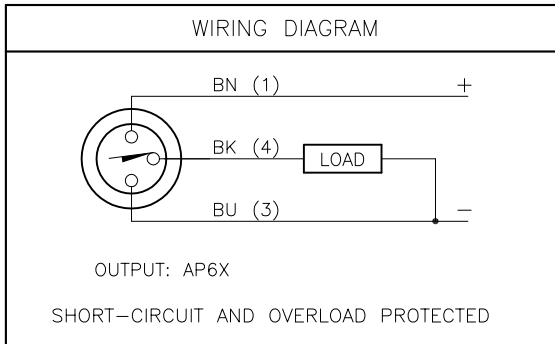 WIRING DIAGRAM
BN (1)
+
BK (4)
LOAD
BU (3)
−
OUTPUT: AP6X
SHORT−CIRCUIT AND OVERLOAD PROTECTED